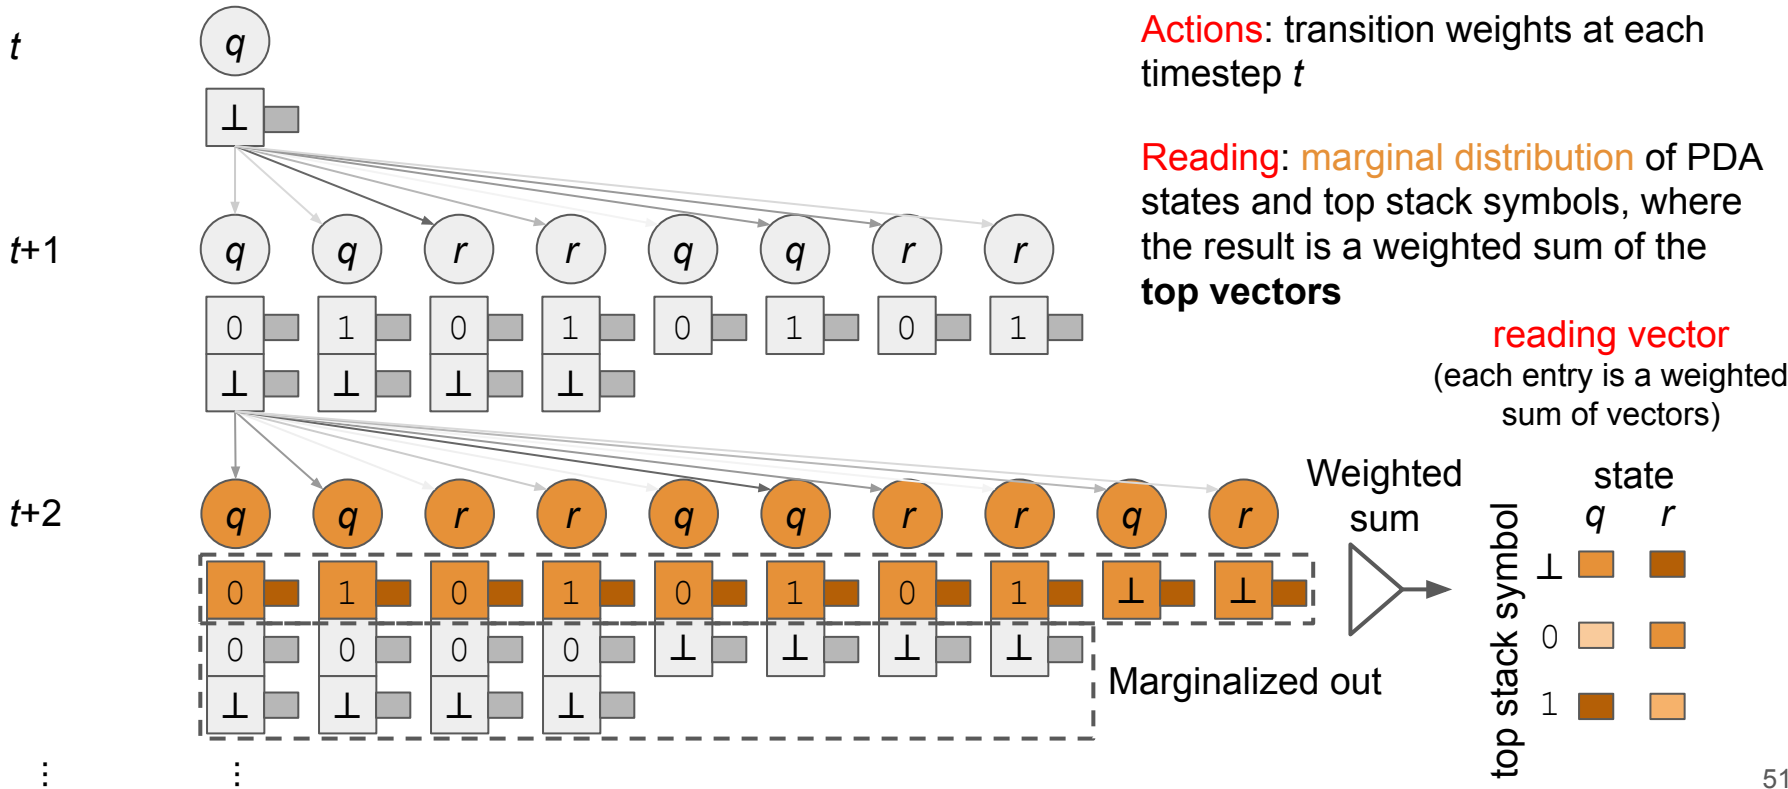 t
q
⊥
Actions: transition weights at each
timestep t
Reading: marginal distribution of PDA
states and top stack symbols, where
the result is a weighted sum of the
top vectors
t+1
q q r r q q r r
0 1 0 1 0 1 0 1
⊥ ⊥ ⊥ ⊥
reading vector
(each entry is a weighted
sum of vectors)
t+2
q q r r q q r r q r
0 1 0 1 0 1 0 1 ⊥ ⊥
0 0 0 0 ⊥ ⊥ ⊥ ⊥
⊥ ⊥ ⊥ ⊥
Marginalized out
Weighted
sum
state
q r
top stack symbol
⊥
0
1
⋮ ⋮
51